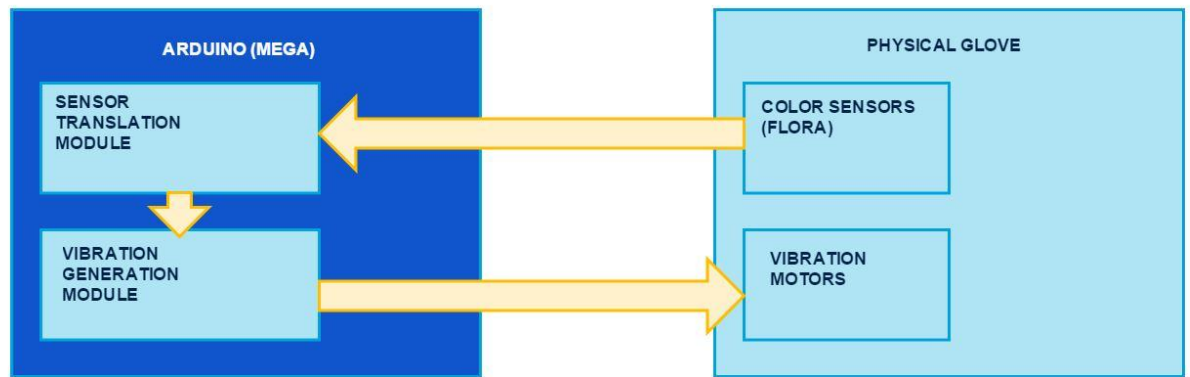 ARDUINO (MEGA)
SENSOR
TRANSLATION
MODULE
VIBRATION
GENERATION
MODULE
PHYSICAL GLOVE
COLOR SENSORS
(FLORA)
VIBRATION
MOTORS